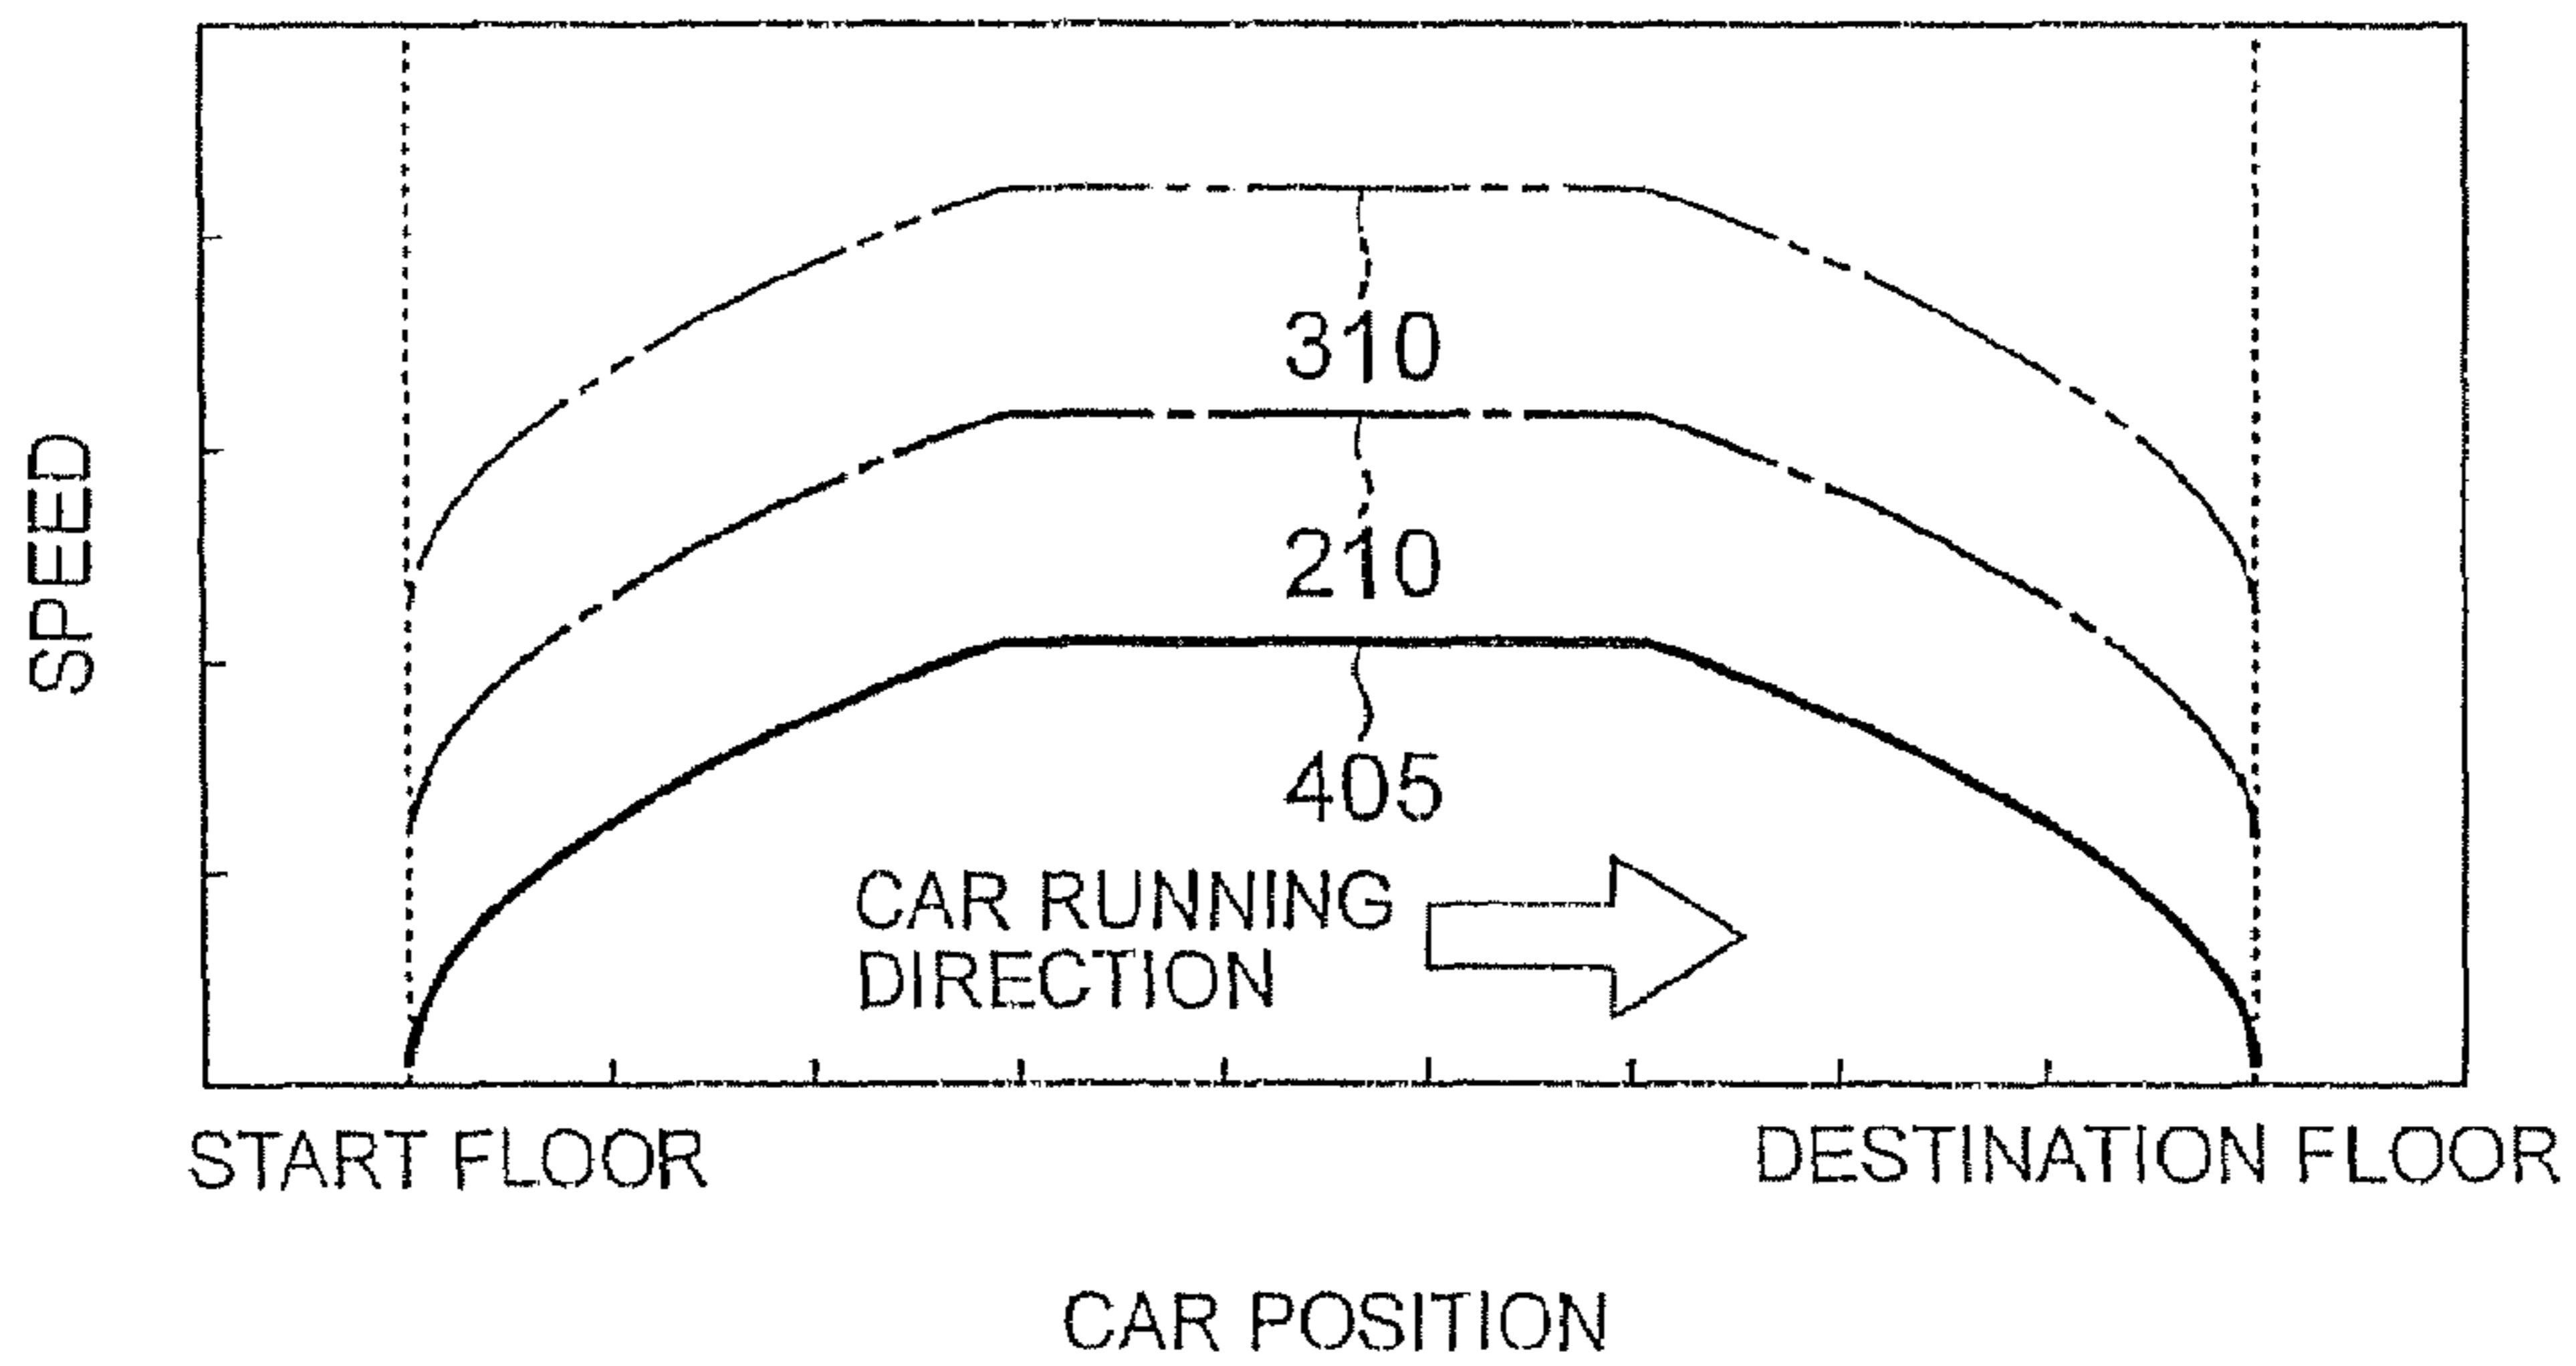 SPEED
310
210
405
CAR RUNNING
DIRECTION
START FLOOR
DESTINATION FLOOR
CAR POSITION